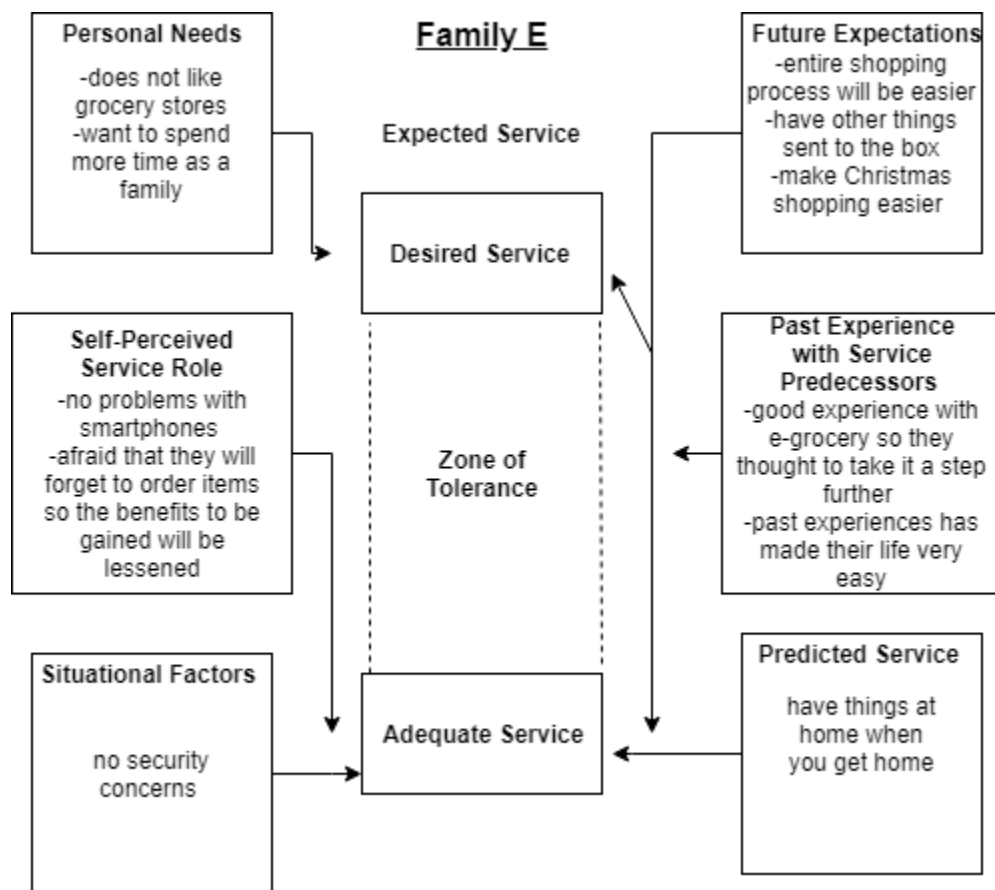 Family E
Personal Needs
-does not like
grocery stores
-want to spend
more time as a
family
Expected Service
Future Expectations
-entire shopping
process will be easier
-have other things
sent to the box
-make Christmas
shopping easier
Desired Service
Self-Perceived
Service Role
-no problems with
smartphones
-afraid that they will
forget to order items
so the benefits to be
gained will be
lessened
Zone of
Tolerance
Past Experience
with Service
Predecessors
-good experience with
e-grocery so they
thought to take it a step
further
-past experiences has
made their life very
easy
Situational Factors
no security
concerns
Adequate Service
Predicted Service
have things at
home when
you get home